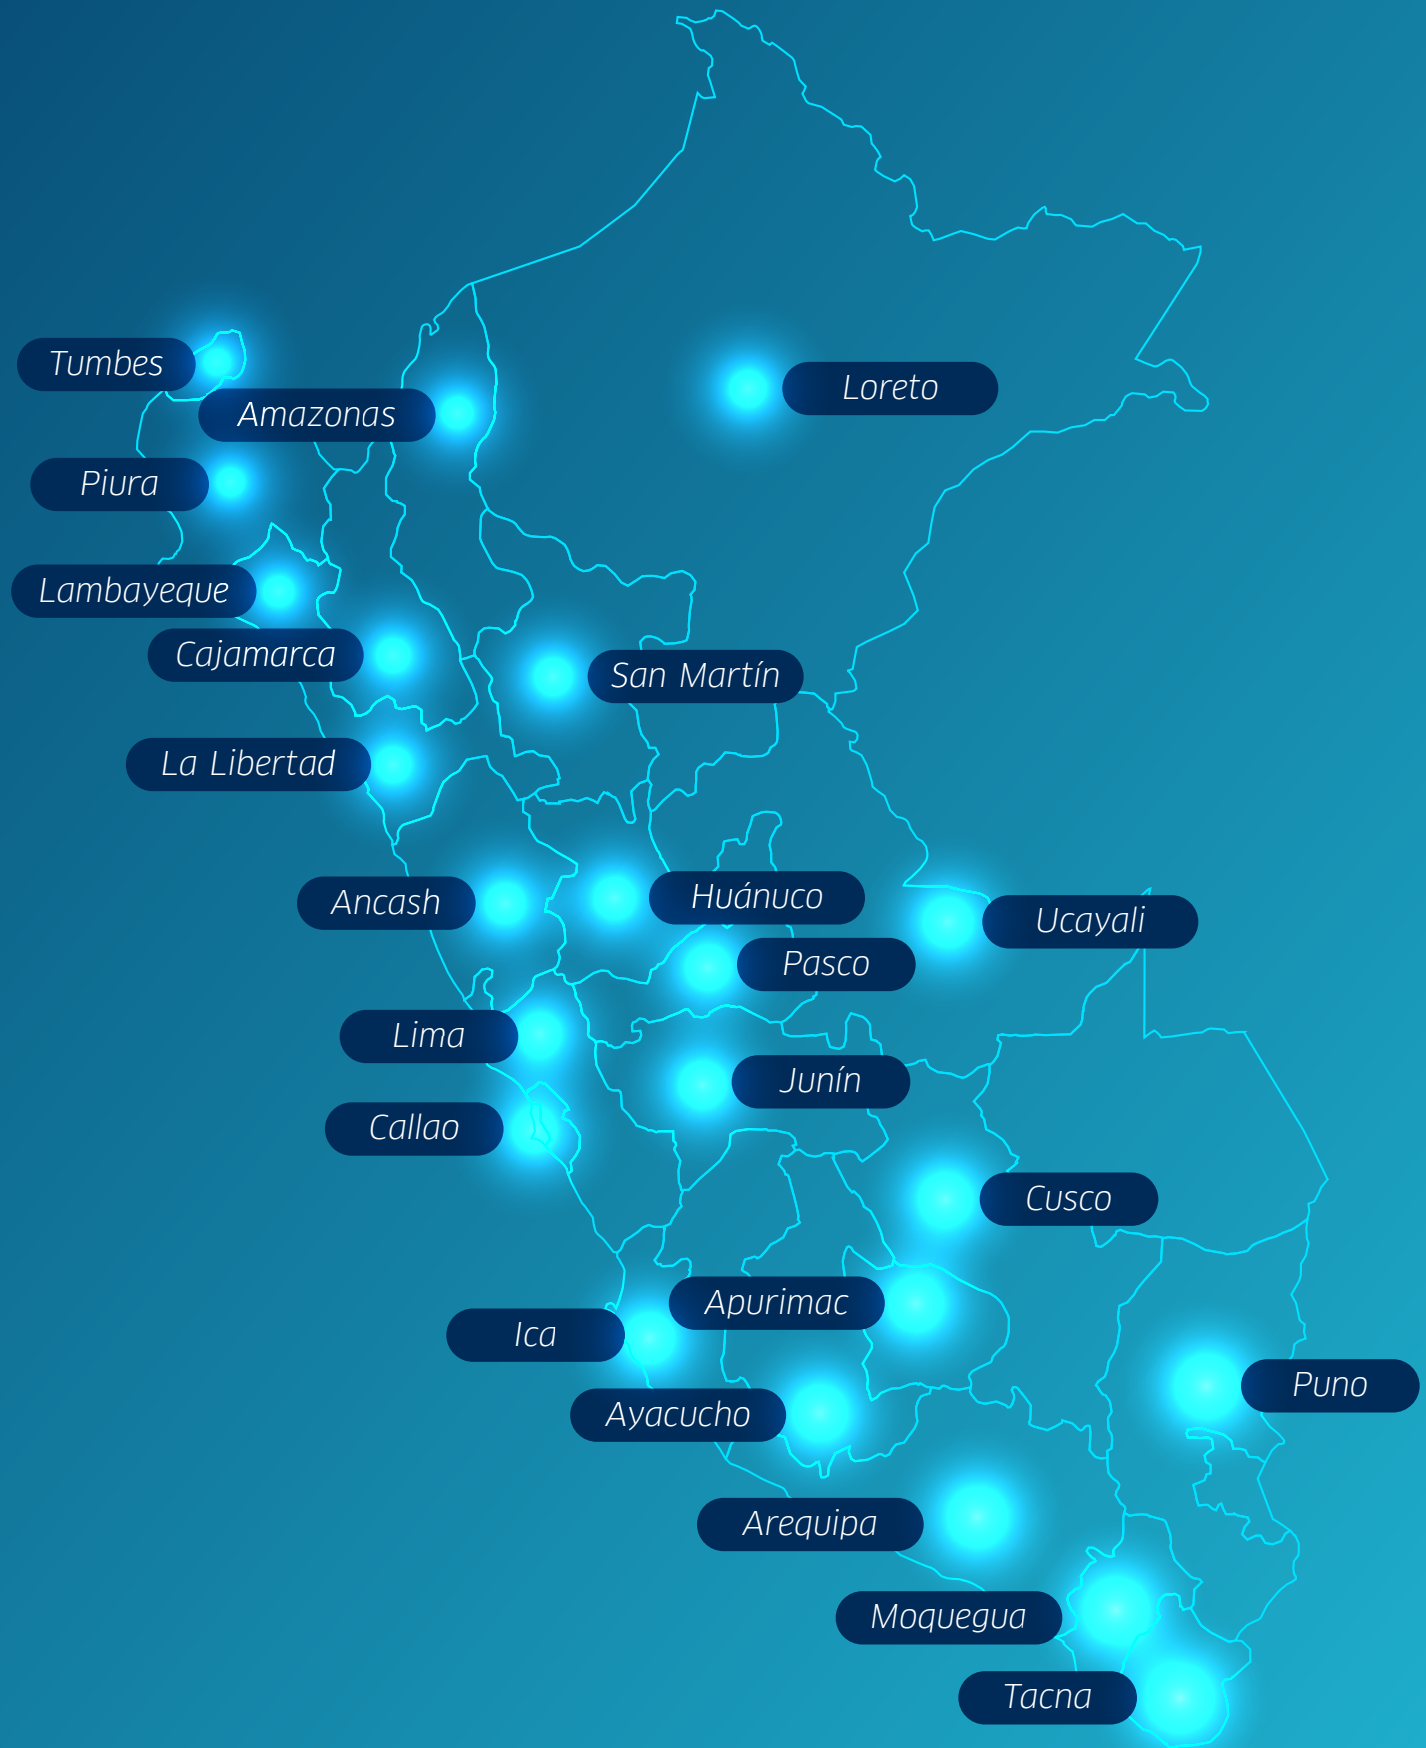 Tumbes
Loreto
Amazonas
Piura
Lambayeque
Cajamarca
San Martín
La Libertad
Ancash
Huánuco
Ucayali
Pasco
Lima
Junín
Callao
Cusco
Apurimac
Ica
Puno
Ayacucho
Arequipa
Moquegua
Tacna